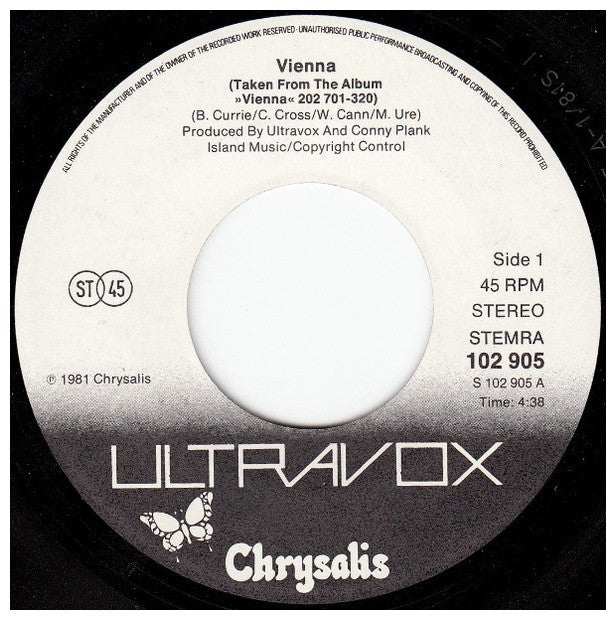 ALL RIGHTS OF THE MANUFACTURER AND OF THE OWNER OF THE RECORDED WORK RESERVED · UNAUTHORISED PUBLIC PERFORMANCE BROADCASTING AND COPYING OF THIS RECORD PROHIBITED
Vienna
(Taken From The Album
»Vienna« 202 701-320)
(B. Currie/C. Cross/W. Cann/M. Ure)
Produced By Ultravox And Conny Plank
Island Music/Copyright Control
ST 45
℗ 1981 Chrysalis
Side 1
45 RPM
STEREO
STEMRA
102 905
S 102 905 A
Time: 4:38
ULTRAVOX
Chrysalis